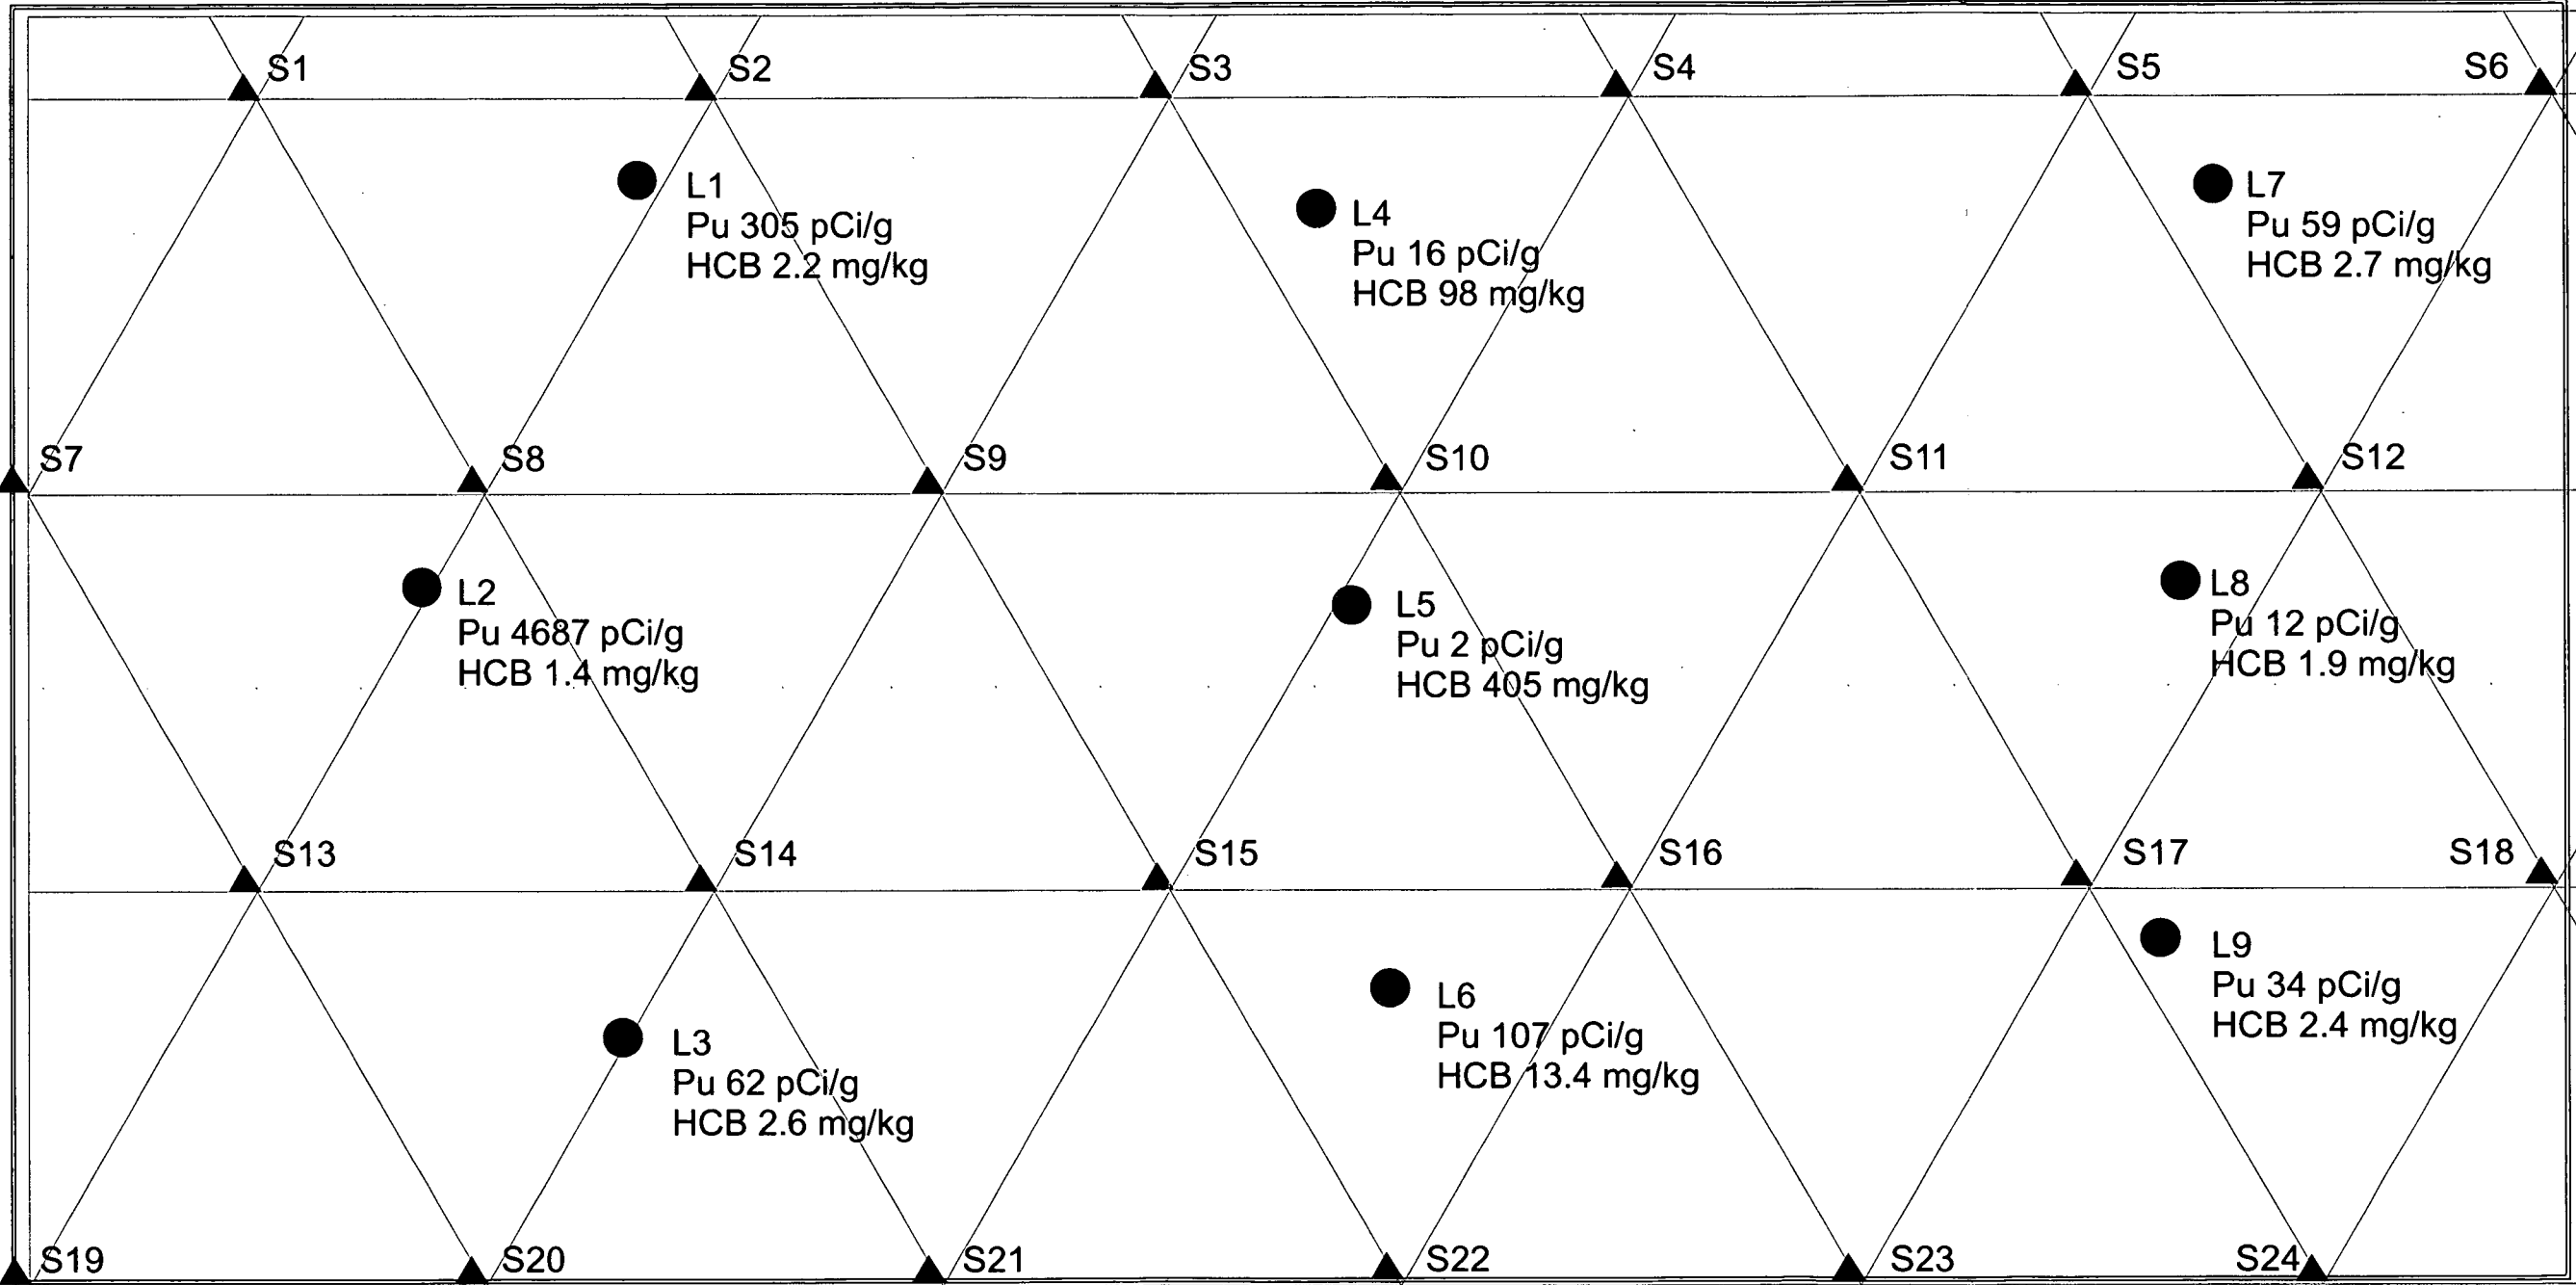 S1
S2
S3
S4
S5
S6
L1
Pu 305 pCi/g
HCB 2.2 mg/kg
L4
Pu 16 pCi/g
HCB 98 mg/kg
L7
Pu 59 pCi/g
HCB 2.7 mg/kg
S7
S8
S9
S10
S11
S12
L2
Pu 4687 pCi/g
HCB 1.4 mg/kg
L5
Pu 2 pCi/g
HCB 405 mg/kg
L8
Pu 12 pCi/g
HCB 1.9 mg/kg
S13
S14
S15
S16
S17
S18
L3
Pu 62 pCi/g
HCB 2.6 mg/kg
L6
Pu 107 pCi/g
HCB 13.4 mg/kg
L9
Pu 34 pCi/g
HCB 2.4 mg/kg
S19
S20
S21
S22
S23
S24